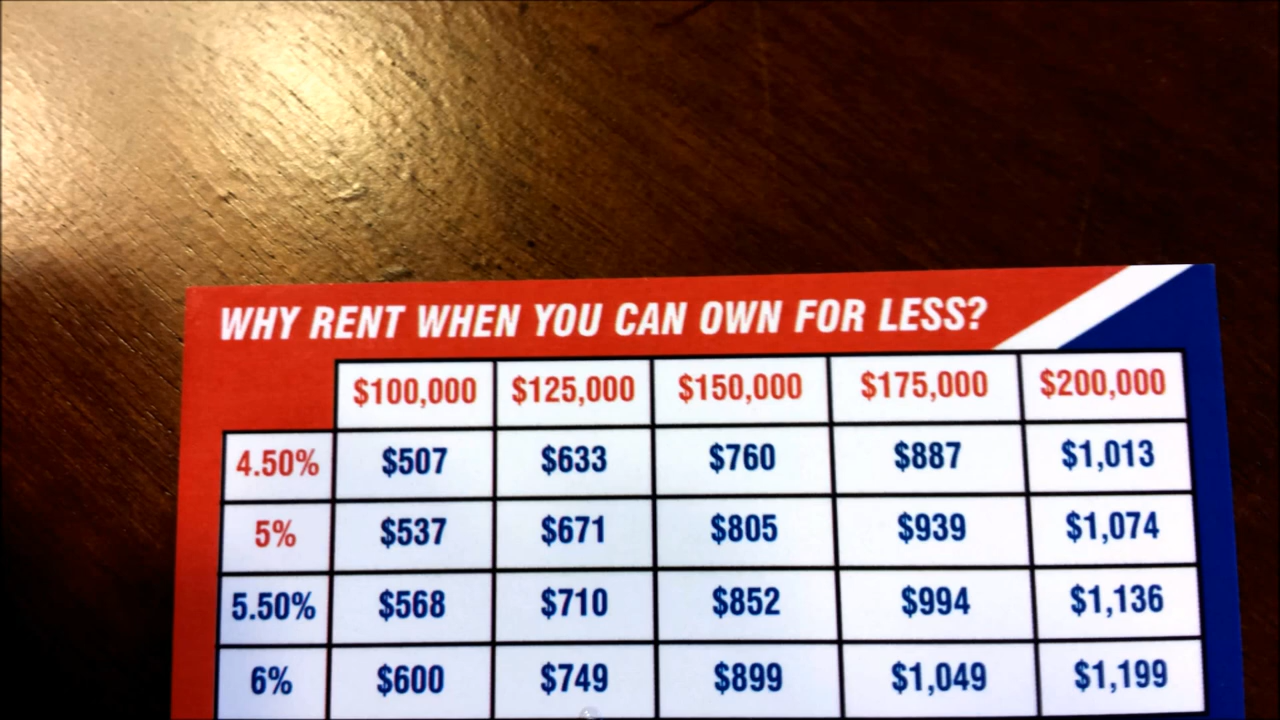 WHY RENT WHEN YOU CAN OWN FOR LESS?
$100,000 $125,000 $150,000 $175,000 $200,000
4.50% $507 $633 $760 $887 $1,013
5% $537 $671 $805 $939 $1,074
5.50% $568 $710 $852 $994 $1,136
6% $600 $749 $899 $1,049 $1,199